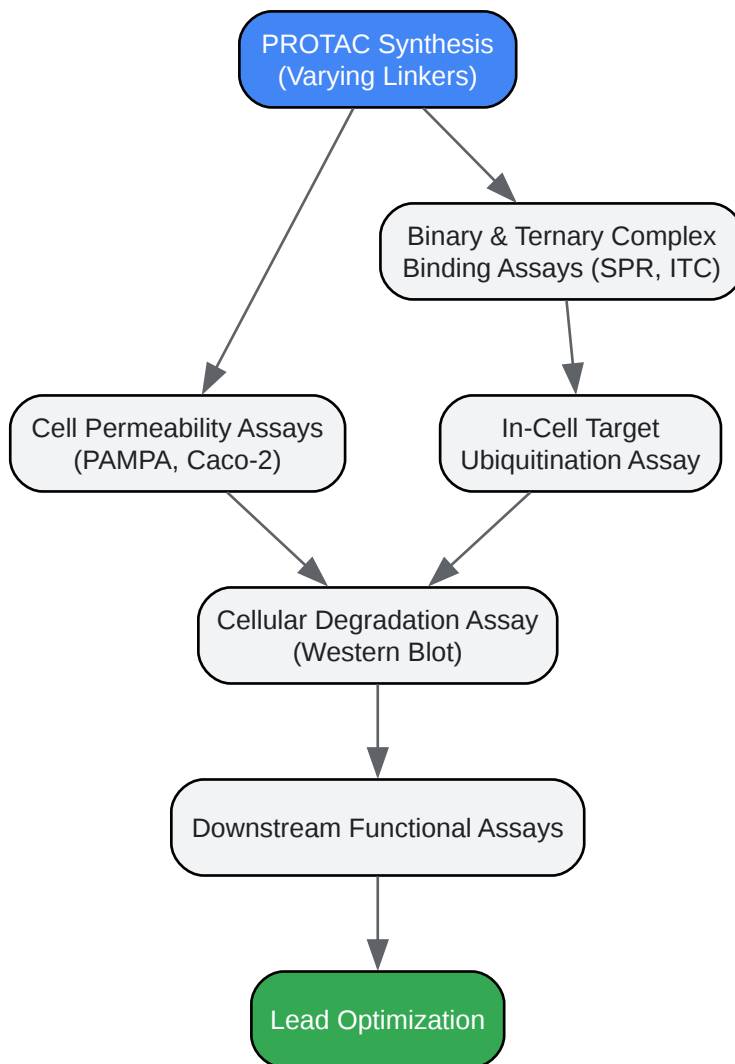 PROTAC Synthesis
(Varying Linkers)
Binary & Ternary Complex
Binding Assays (SPR, ITC)
Cell Permeability Assays
(PAMPA, Caco-2)
In-Cell Target
Ubiquitination Assay
Cellular Degradation Assay
(Western Blot)
Downstream Functional Assays
Lead Optimization